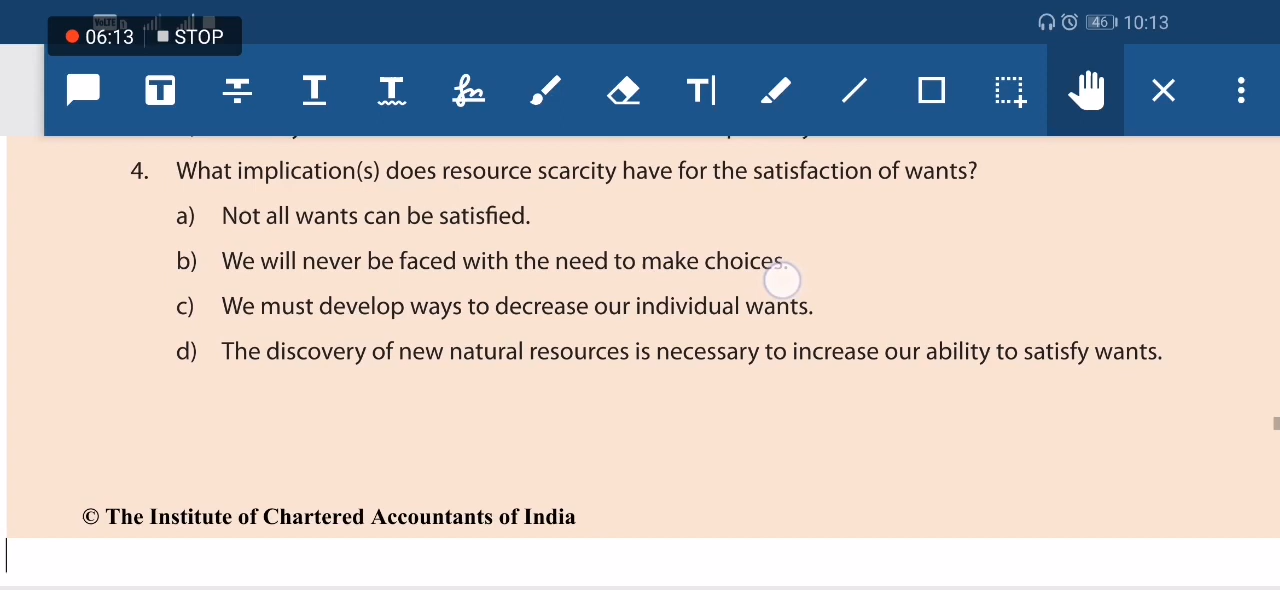 VoLTE
06:13 STOP
46 10:13
T T T T T
4. What implication(s) does resource scarcity have for the satisfaction of wants?
a) Not all wants can be satisfied.
b) We will never be faced with the need to make choices.
c) We must develop ways to decrease our individual wants.
d) The discovery of new natural resources is necessary to increase our ability to satisfy wants.
© The Institute of Chartered Accountants of India